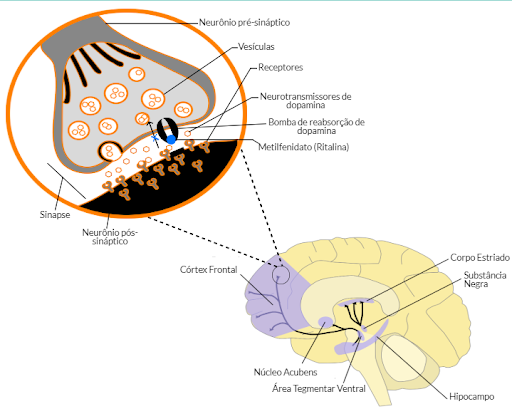 Neurônio pré-sináptico
Vesículas
Receptores
Neurotransmissores de
dopamina
Bomba de reabsorção de
dopamina
Metilfenidato (Ritalina)
Sinapse
Neurônio pós-
sináptico
Córtex Frontal
Corpo Estriado
Substância
Negra
Núcleo Acubens
Área Tegmentar Ventral
Hipocampo